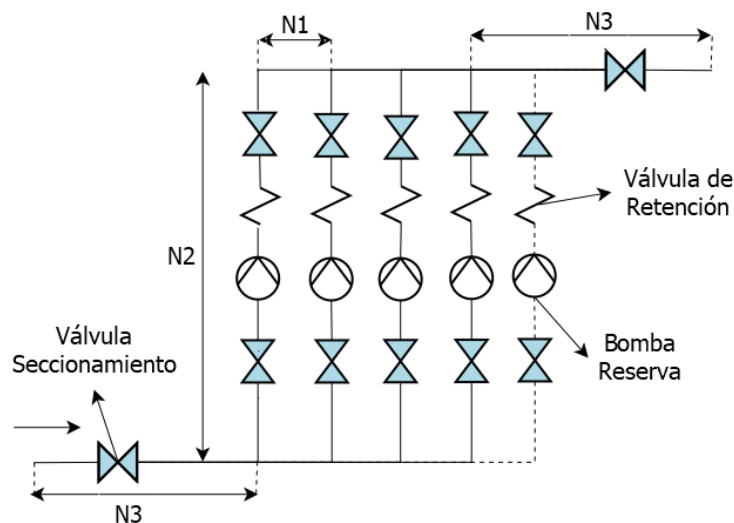 N1
N3
Válvula de
Retención
N2
Válvula
Seccionamiento
Bomba
Reserva
N3